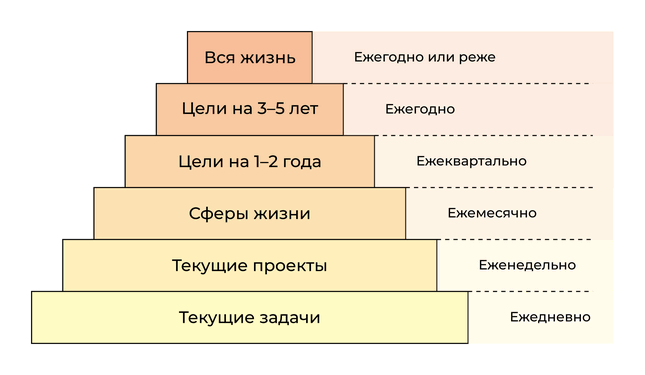 Вся жизнь
Ежегодно или реже
Цели на 3–5 лет
Ежегодно
Цели на 1–2 года
Ежеквартально
Сферы жизни
Ежемесячно
Текущие проекты
Еженедельно
Текущие задачи
Ежедневно